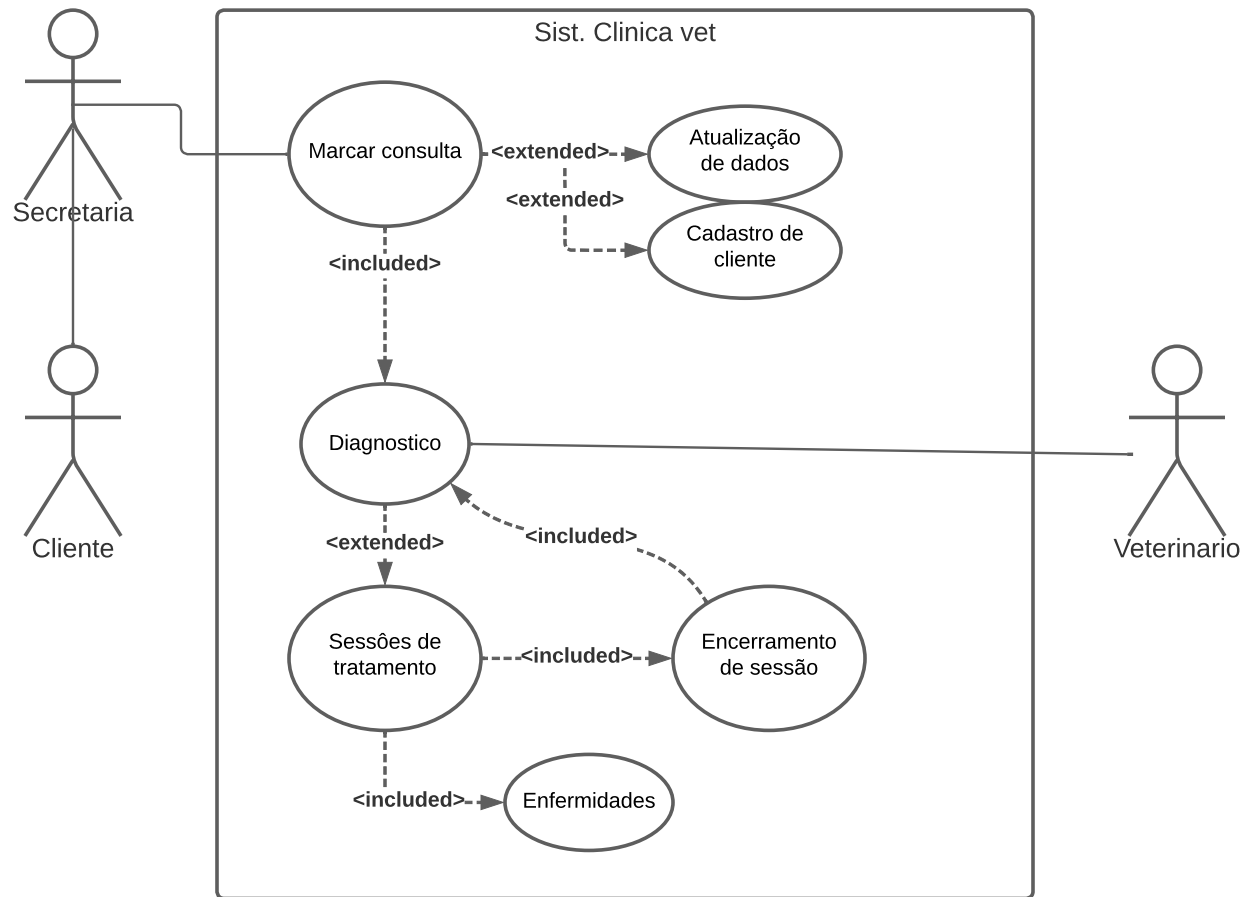 Sist. Clinica vet
Marcar consulta
<extended>
Atualização
de dados
<extended>
Cadastro de
cliente
Secretaria
<included>
Diagnostico
Cliente
Veterinario
<extended>
<included>
Sessôes de
tratamento
<included>
Encerramento
de sessão
<included>
Enfermidades